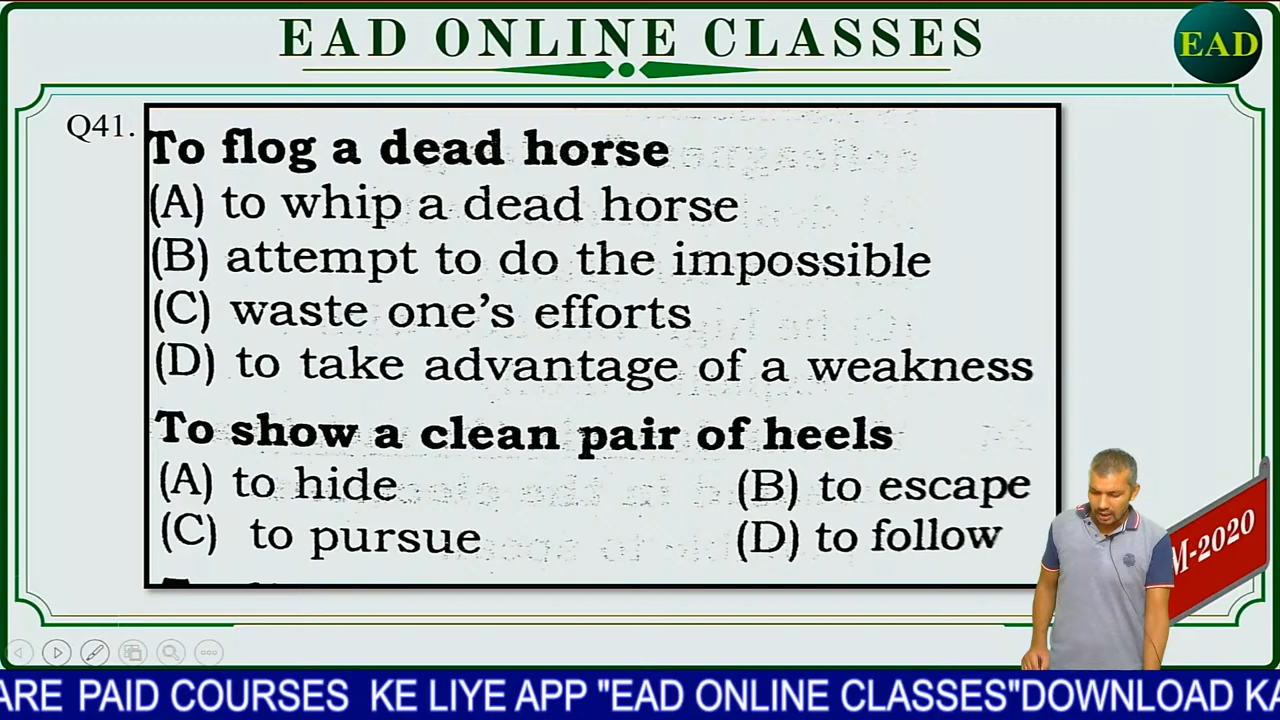 EAD ONLINE CLASSES
EAD
Q41.
To flog a dead horse
(A) to whip a dead horse
(B) attempt to do the impossible
(C) waste one's efforts
(D) to take advantage of a weakness
To show a clean pair of heels
(A) to hide (B) to escape
(C) to pursue (D) to follow
M-2020
ARE PAID COURSES KE LIYE APP "EAD ONLINE CLASSES"DOWNLOAD KA